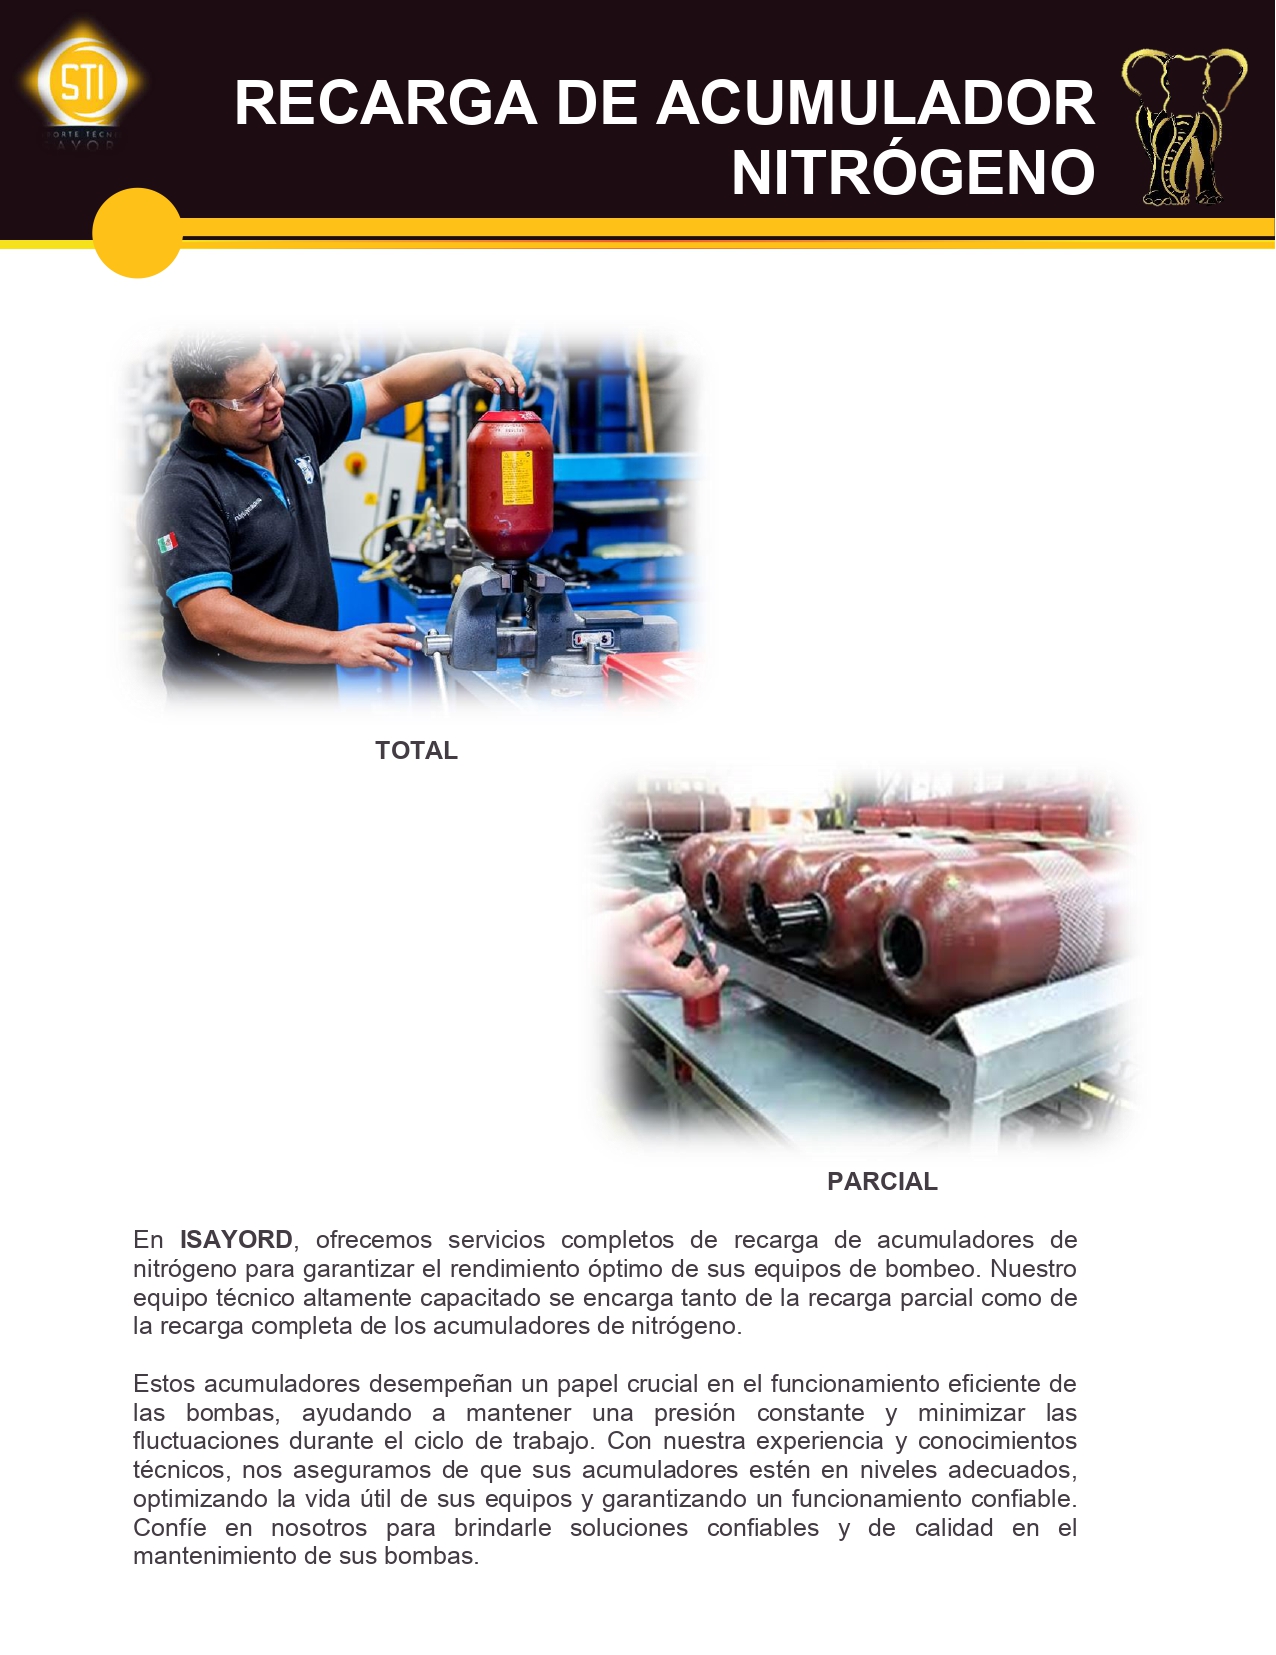 STI
RECARGA DE ACUMULADOR
NITRÓGENO
TOTAL
PARCIAL
En ISAYORD, ofrecemos servicios completos de recarga de acumuladores de
nitrógeno para garantizar el rendimiento óptimo de sus equipos de bombeo. Nuestro
equipo técnico altamente capacitado se encarga tanto de la recarga parcial como de
la recarga completa de los acumuladores de nitrógeno.
Estos acumuladores desempeñan un papel crucial en el funcionamiento eficiente de
las bombas, ayudando a mantener una presión constante y minimizar las
fluctuaciones durante el ciclo de trabajo. Con nuestra experiencia y conocimientos
técnicos, nos aseguramos de que sus acumuladores estén en niveles adecuados,
optimizando la vida útil de sus equipos y garantizando un funcionamiento confiable.
Confíe en nosotros para brindarle soluciones confiables y de calidad en el
mantenimiento de sus bombas.